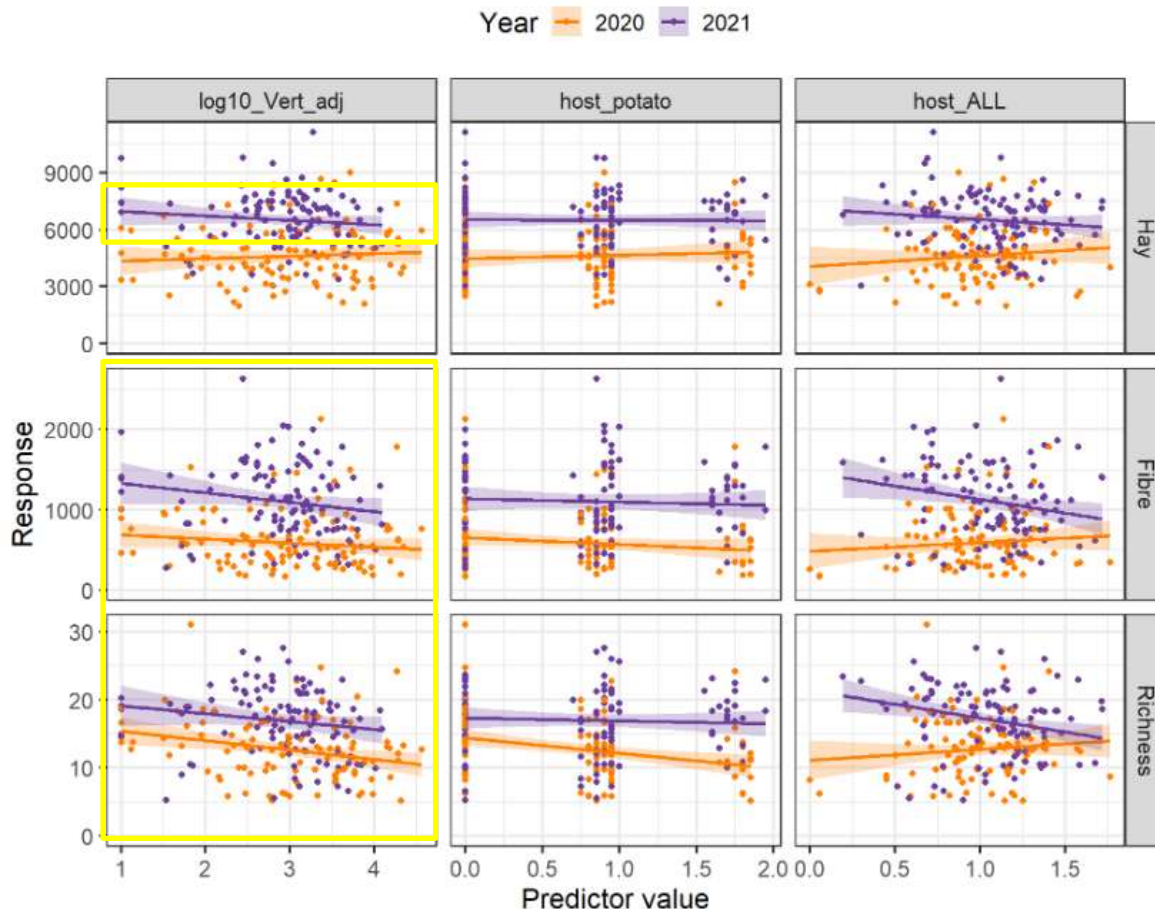 Year 2020 2021
log10_Vert_adj host_potato host_ALL
9000
6000
3000
0
Hay
2000
1000
0
Fibre
30
20
10
0
Richness
Response
1 2 3 4 0.0 0.5 1.0 1.5 2.0 0.0 0.5 1.0 1.5
Predictor value